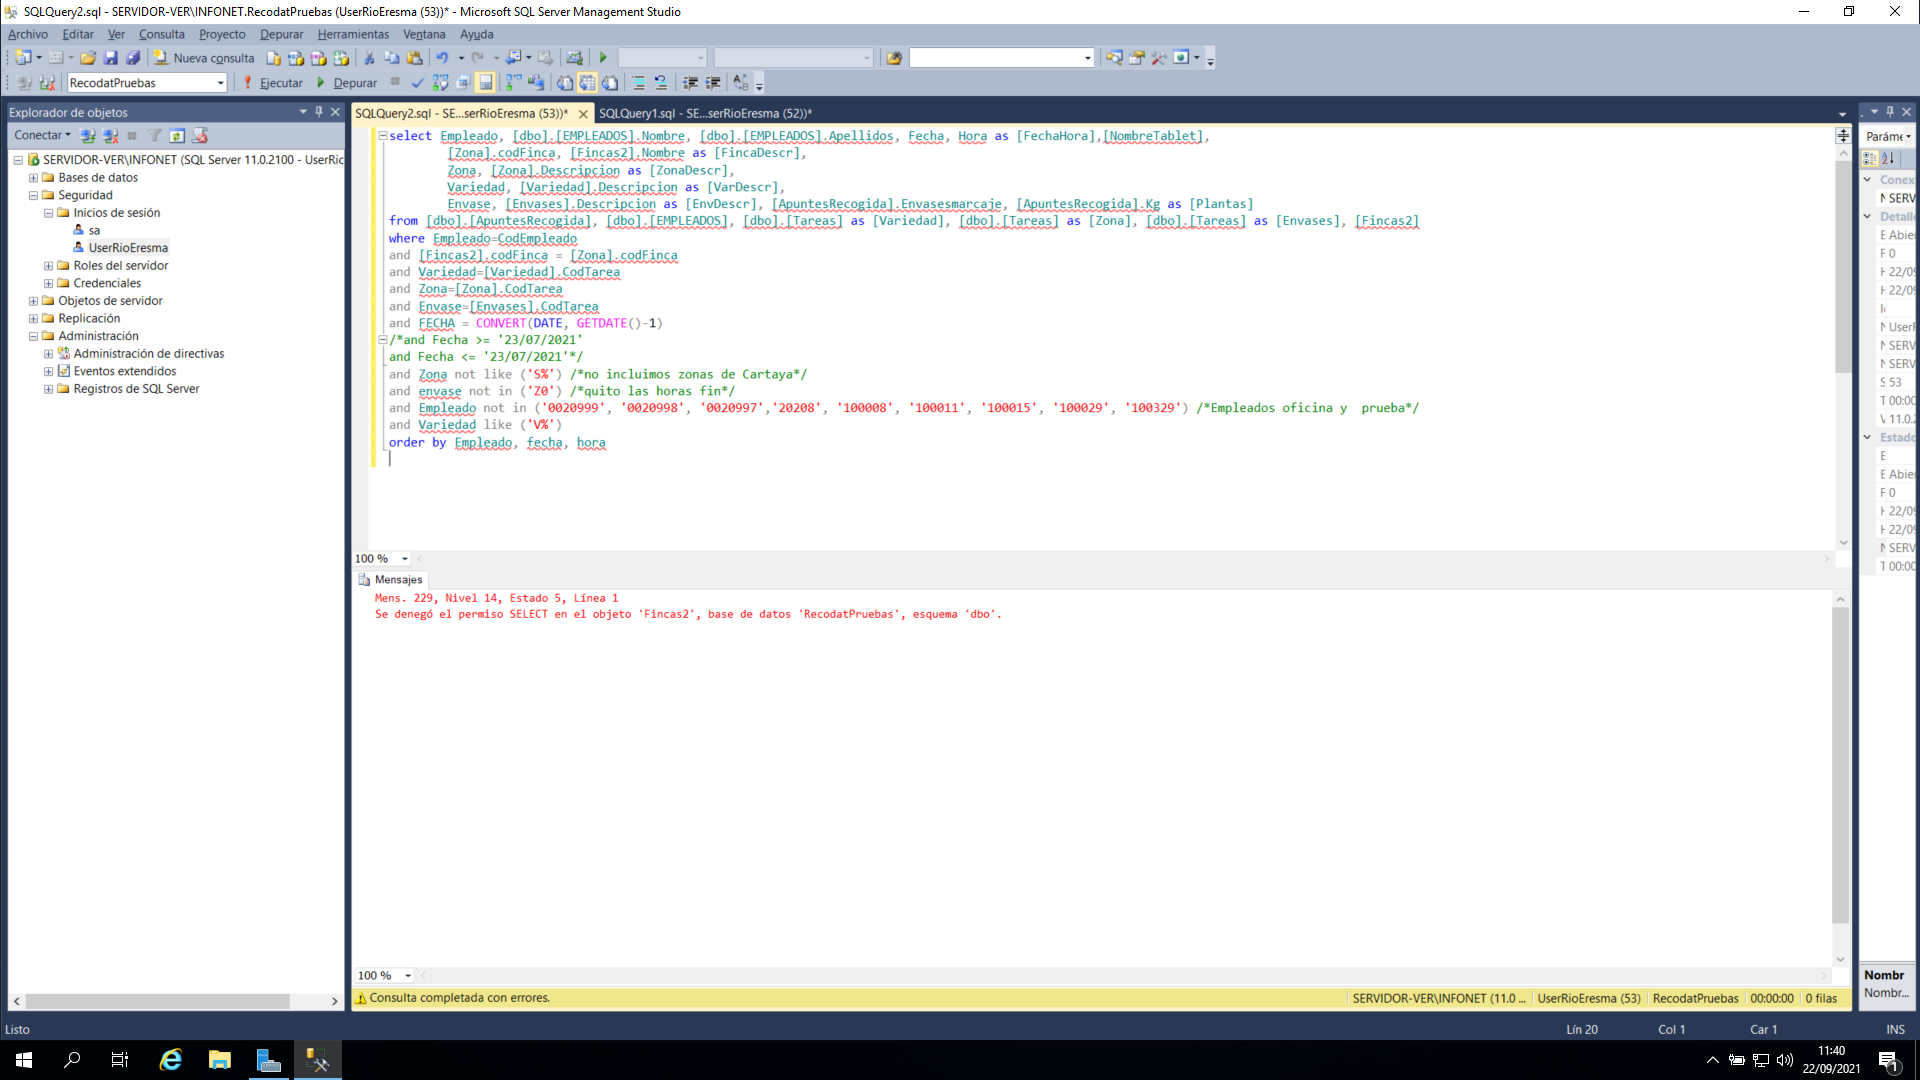 SQLQuery2.sql - SERVIDOR-VER\INFONET.RecodatPruebas (UserRioEresma (53))* - Microsoft SQL Server Management Studio
Archivo Editar Ver Consulta Proyecto Depurar Herramientas Ventana Ayuda
Nueva consulta
RecodatPruebas Ejecutar Depurar
Explorador de objetos
Conectar
SERVIDOR-VER\INFONET (SQL Server 11.0.2100 - UserRic
Bases de datos
Seguridad
Inicios de sesión
sa
UserRioEresma
Roles del servidor
Credenciales
Objetos de servidor
Replicación
Administración
Administración de directivas
Eventos extendidos
Registros de SQL Server
SQLQuery2.sql - SE...serRioEresma (53))* SQLQuery1.sql - SE...serRioEresma (52))*
select Empleado, [dbo].[EMPLEADOS].Nombre, [dbo].[EMPLEADOS].Apellidos, Fecha, Hora as [FechaHora],[NombreTablet],
[Zona].codFinca, [Fincas2].Nombre as [FincaDescr],
Zona, [Zona].Descripcion as [ZonaDescr],
Variedad, [Variedad].Descripcion as [VarDescr],
Envase, [Envases].Descripcion as [EnvDescr], [ApuntesRecogida].Envasesmarcaje, [ApuntesRecogida].Kg as [Plantas]
from [dbo].[ApuntesRecogida], [dbo].[EMPLEADOS], [dbo].[Tareas] as [Variedad], [dbo].[Tareas] as [Zona], [dbo].[Tareas] as [Envases], [Fincas2]
where Empleado=CodEmpleado
and [Fincas2].codFinca = [Zona].codFinca
and Variedad=[Variedad].CodTarea
and Zona=[Zona].CodTarea
and Envase=[Envases].CodTarea
and FECHA = CONVERT(DATE, GETDATE()-1)
/*and Fecha >= '23/07/2021'
and Fecha <= '23/07/2021'*/
and Zona not like ('S%') /*no incluimos zonas de Cartaya*/
and envase not in ('Z0') /*quito las horas fin*/
and Empleado not in ('0020999', '0020998', '0020997','20208', '100008', '100011', '100015', '100029', '100329') /*Empleados oficina y  prueba*/
and Variedad like ('V%')
order by Empleado, fecha, hora
100 %
Mensajes
Mens. 229, Nivel 14, Estado 5, Línea 1
Se denegó el permiso SELECT en el objeto 'Fincas2', base de datos 'RecodatPruebas', esquema 'dbo'.
100 %
Consulta completada con errores.
SERVIDOR-VER\INFONET (11.0 ... UserRioEresma (53) RecodatPruebas 00:00:00 0 filas
Paráme
Conex
SERV
Detalle
Abier
0
22/09
22/09
UserF
SERV
SERV
53
00:00
11.0.
Estado
Abier
0
22/09
22/09
SERV
00:00
Nombr
Nombr...
Listo Lín 20 Col 1 Car 1 INS
11:40
22/09/2021
1